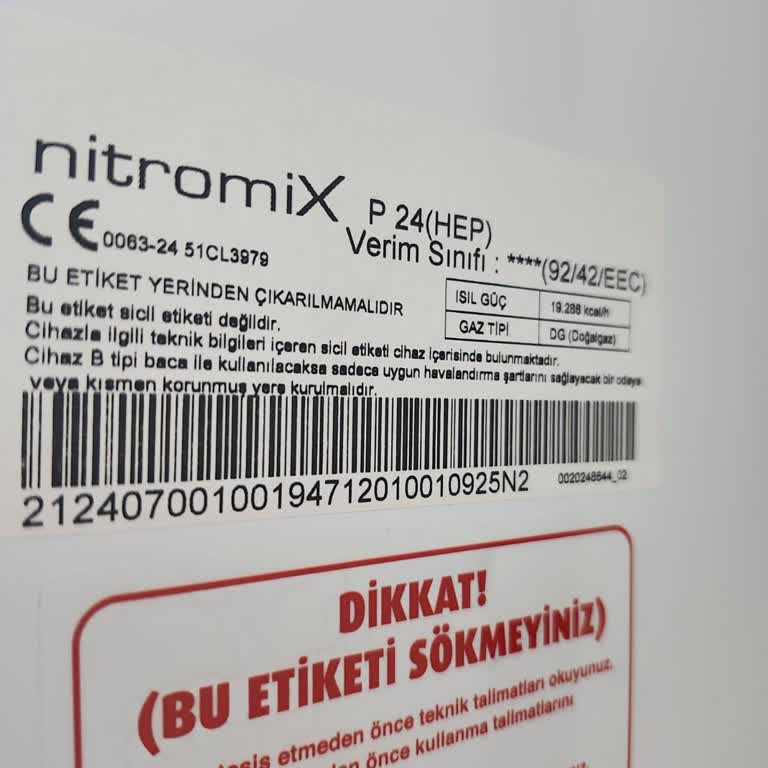 nitromiX P 24(HEP)
CE 0063-24 51CL3979
Verim Sınıfı : ****(92/42/EEC)
BU ETİKET YERİNDEN ÇIKARILMAMALIDIR
ISIL GÜÇ 19.286 kcal/h
GAZ TİPİ DG (Doğalgaz)
Bu etiket sicil etiketi değildir.
Cihazla ilgili teknik bilgileri içeren sicil etiketi cihaz içerisinde bulunmaktadır.
Cihaz B tipi baca ile kullanılacaksa sadece uygun havalandırma şartlarını sağlayacak bir odaya
veya kısmen korunmuş yere kurulmalıdır.
21240700100194712010010925N2
0020248644_02
DİKKAT!
(BU ETİKETİ SÖKMEYİNİZ)
etmeden önce teknik talimatları okuyunuz.
önce kullanma talimatlarını